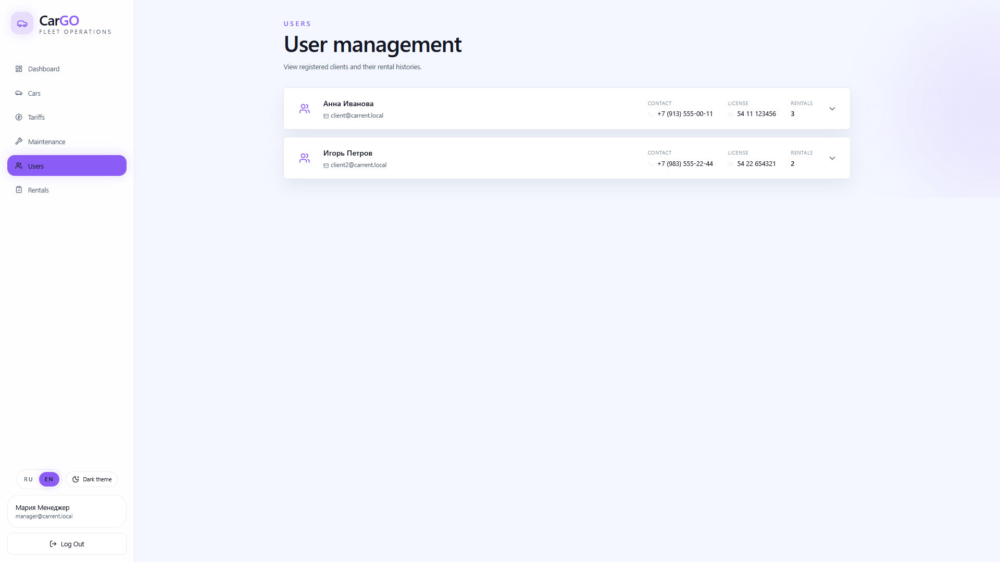 CarGO
FLEET OPERATIONS
Dashboard
Cars
Tariffs
Maintenance
Users
Rentals
RU EN Dark theme
Мария Менеджер
manager@carrent.local
Log Out
USERS
User management
View registered clients and their rental histories.
Анна Иванова
client@carrent.local
CONTACT
+7 (913) 555-00-11
LICENSE
54 11 123456
RENTALS
3
Игорь Петров
client2@carrent.local
CONTACT
+7 (983) 555-22-44
LICENSE
54 22 654321
RENTALS
2